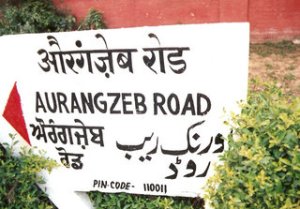 औरंगज़ेब रोड
AURANGZEB ROAD
ਔਰੰਗਜ਼ੇਬ
ਰੋਡ
اورنگ زیب
روڈ
PIN-CODE- 110011